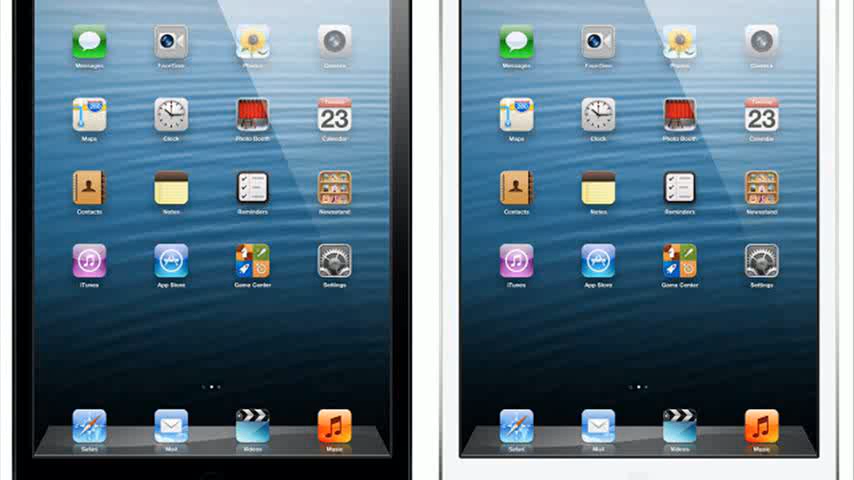 Messages FaceTime Photos Camera
Maps Clock Photo Booth Tuesday 23 Calendar
Contacts Notes Reminders Newsstand
iTunes App Store Game Center Settings
Safari Mail Videos Music
Messages FaceTime Photos Camera
Maps Clock Photo Booth Tuesday 23 Calendar
Contacts Notes Reminders Newsstand
iTunes App Store Game Center Settings
Safari Mail Videos Music